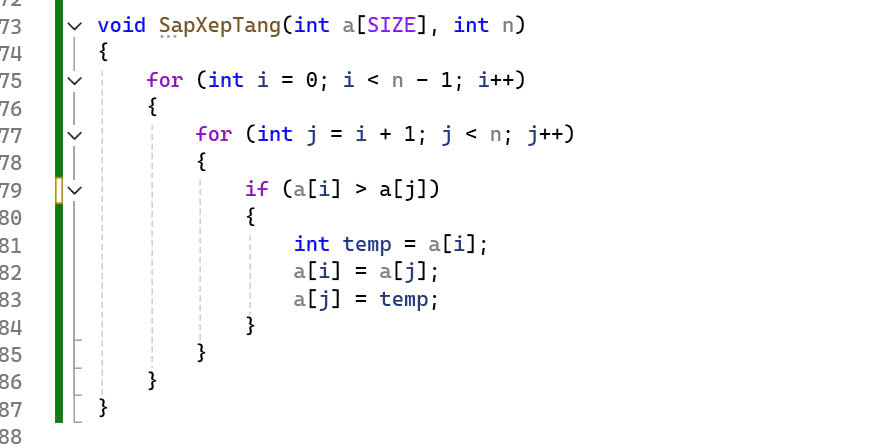 72
73 void SapXepTang(int a[SIZE], int n)
74 {
75 for (int i = 0; i < n - 1; i++)
76 {
77 for (int j = i + 1; j < n; j++)
78 {
79 if (a[i] > a[j])
80 {
81 int temp = a[i];
82 a[i] = a[j];
83 a[j] = temp;
84 }
85 }
86 }
87 }
88